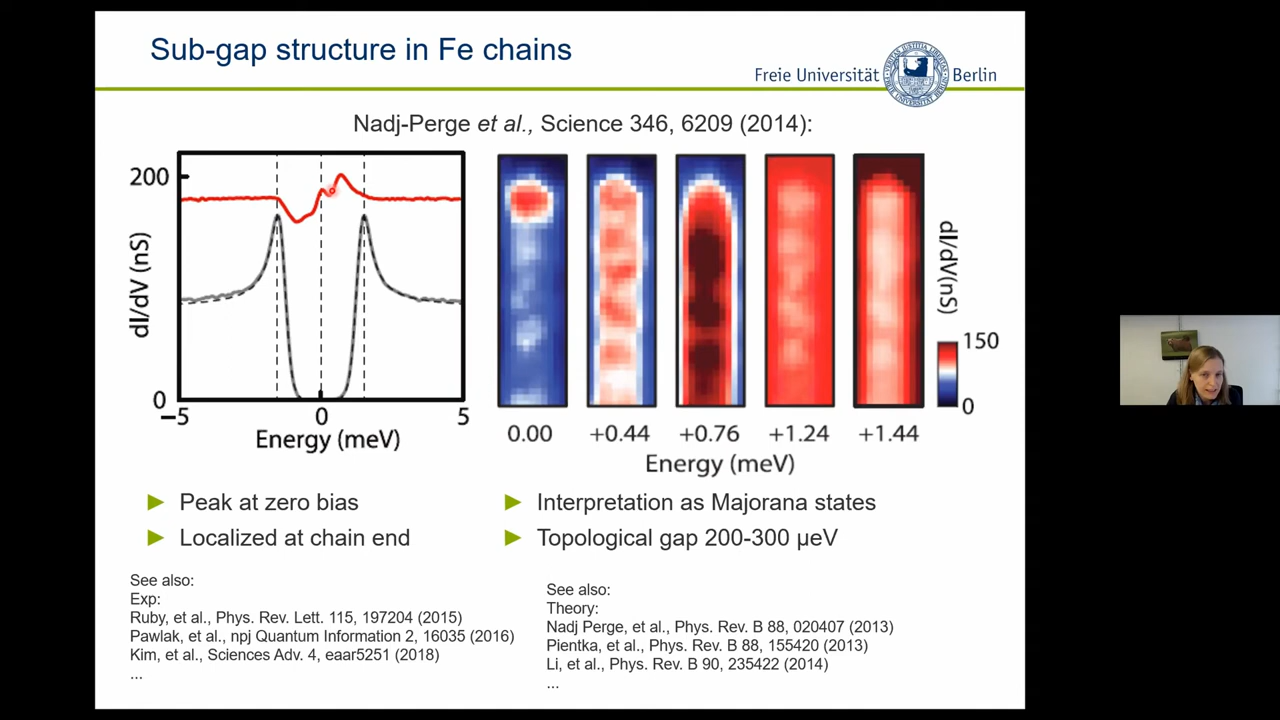 Sub-gap structure in Fe chains
Freie Universität Berlin
Nadj-Perge et al., Science 346, 6209 (2014):
200
0
dI/dV (nS)
−5
0
5
Energy (meV)
0.00
+0.44
+0.76
+1.24
+1.44
Energy (meV)
dI/dV(nS)
150
0
► Peak at zero bias
► Localized at chain end
► Interpretation as Majorana states
► Topological gap 200-300 µeV
See also:
Exp:
Ruby, et al., Phys. Rev. Lett. 115, 197204 (2015)
Pawlak, et al., npj Quantum Information 2, 16035 (2016)
Kim, et al., Sciences Adv. 4, eaar5251 (2018)
...
See also:
Theory:
Nadj Perge, et al., Phys. Rev. B 88, 020407 (2013)
Pientka, et al., Phys. Rev. B 88, 155420 (2013)
Li, et al., Phys. Rev. B 90, 235422 (2014)
...